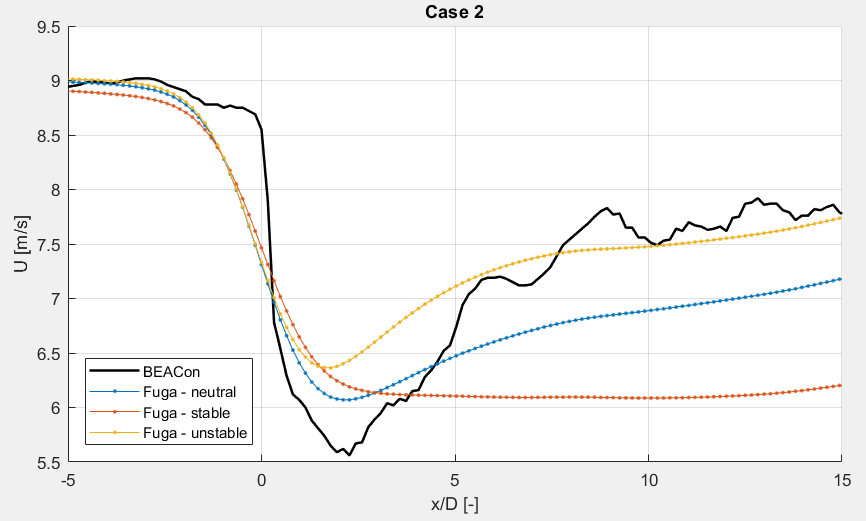 Case 2
U [m/s]
9.5
9
8.5
8
7.5
7
6.5
6
5.5
BEACon
Fuga - neutral
Fuga - stable
Fuga - unstable
-5 0 5 10 15
x/D [-]